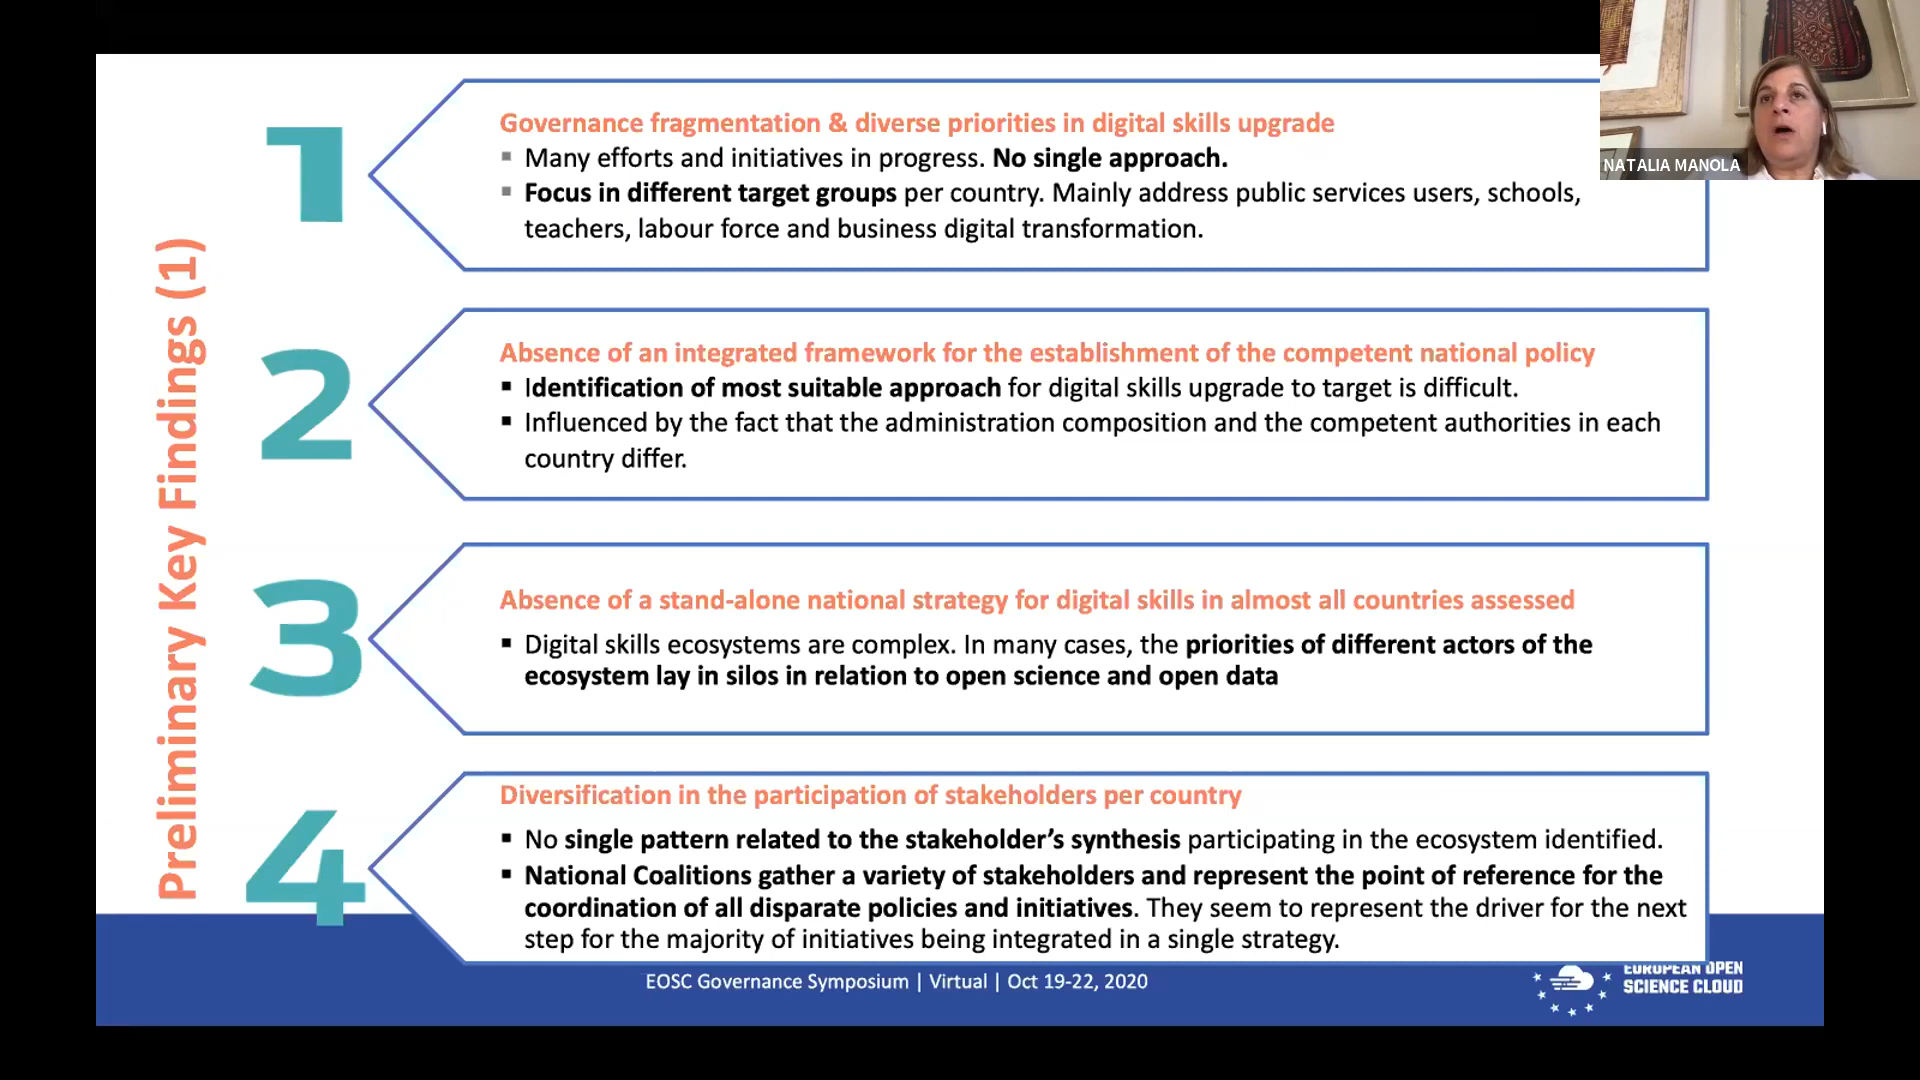 NATALIA MANOLA
Preliminary Key Findings (1)
1
Governance fragmentation & diverse priorities in digital skills upgrade
▪ Many efforts and initiatives in progress. No single approach.
▪ Focus in different target groups per country. Mainly address public services users, schools,
teachers, labour force and business digital transformation.
2
Absence of an integrated framework for the establishment of the competent national policy
▪ Identification of most suitable approach for digital skills upgrade to target is difficult.
▪ Influenced by the fact that the administration composition and the competent authorities in each
country differ.
3
Absence of a stand-alone national strategy for digital skills in almost all countries assessed
▪ Digital skills ecosystems are complex. In many cases, the priorities of different actors of the
ecosystem lay in silos in relation to open science and open data
4
Diversification in the participation of stakeholders per country
▪ No single pattern related to the stakeholder’s synthesis participating in the ecosystem identified.
▪ National Coalitions gather a variety of stakeholders and represent the point of reference for the
coordination of all disparate policies and initiatives. They seem to represent the driver for the next
step for the majority of initiatives being integrated in a single strategy.
EOSC Governance Symposium | Virtual | Oct 19-22, 2020
EUROPEAN OPEN
SCIENCE CLOUD